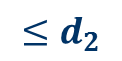 ≤ d₂